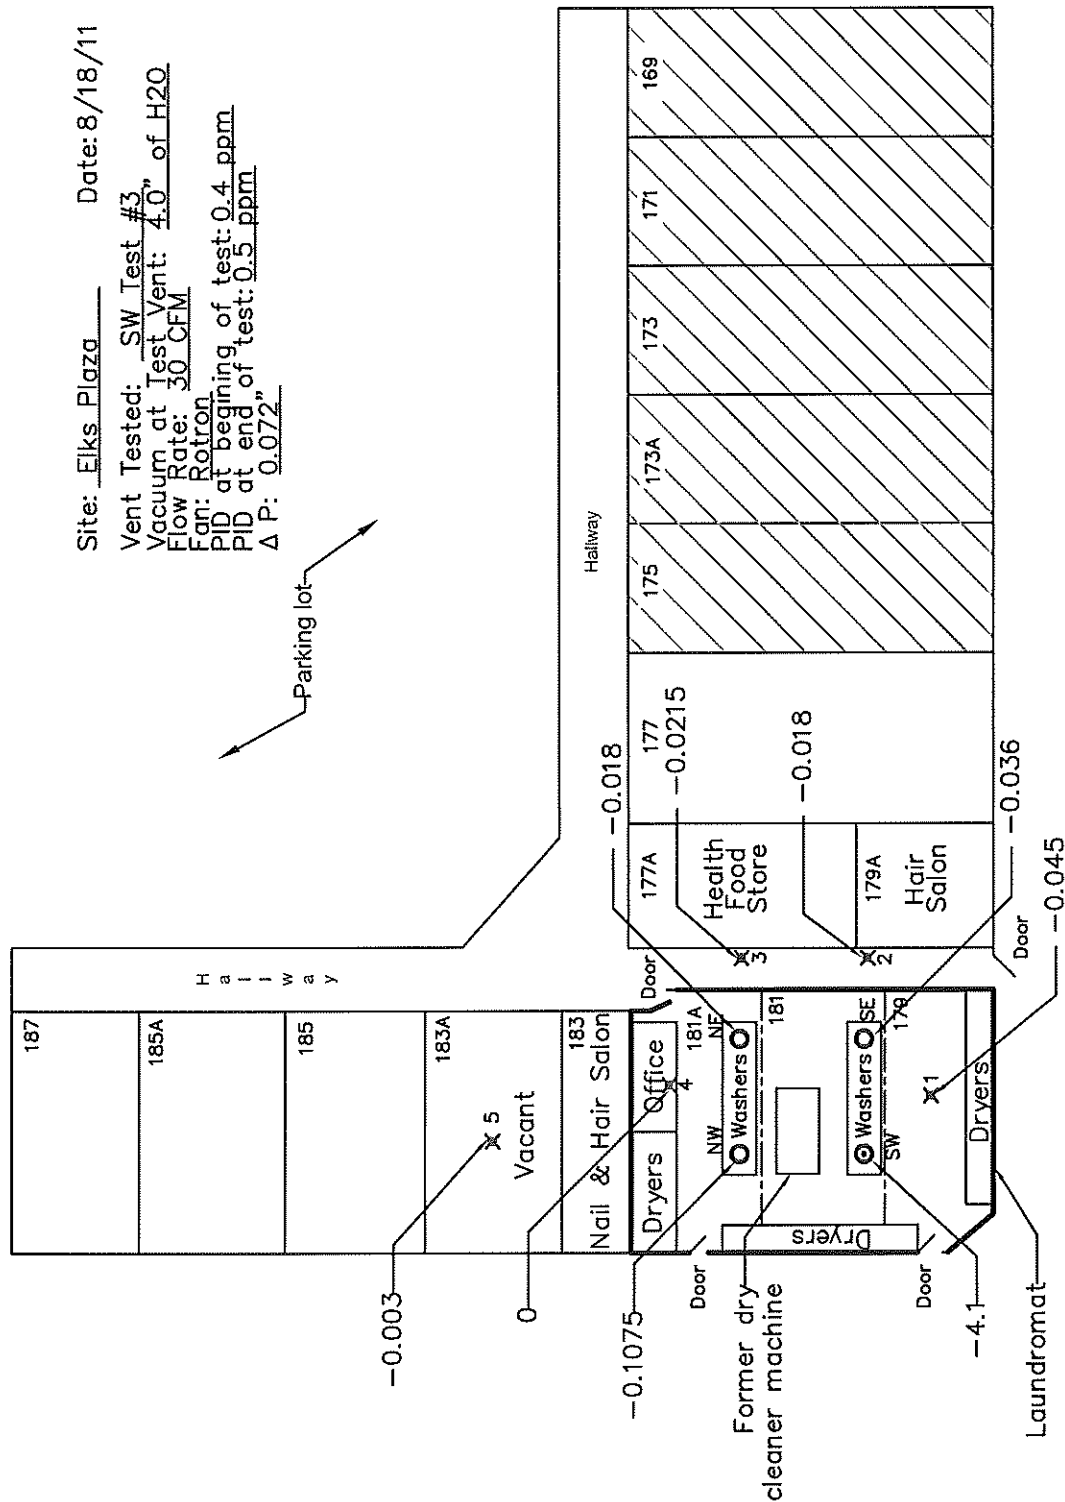 Site: Elks Plaza Date: 8/18/11
Vent Tested: SW Test #3
Vacuum at Test Vent: 4.0" of H2O
Flow Rate: 30 CFM
Fan: Rotron
PID at begining of test: 0.4 ppm
PID at end of test: 0.5 ppm
Δ P: 0.072"
Parking lot
Hallway
Hallway
187
185A
185
183A
5
Vacant
183
Nail & Hair Salon
-0.003
0
-0.1075
Door
Former dry
cleaner machine
Door
-4.1
Laundromat
Dryers
Office
4
Door
181A
NW
NE
Washers
181
Dryers
Washers
SE
SW
179
1
Dryers
Door
-0.045
-0.036
-0.018
-0.0215
-0.018
3
2
177A
Health
Food
Store
179A
Hair
Salon
177
175
173A
173
171
169